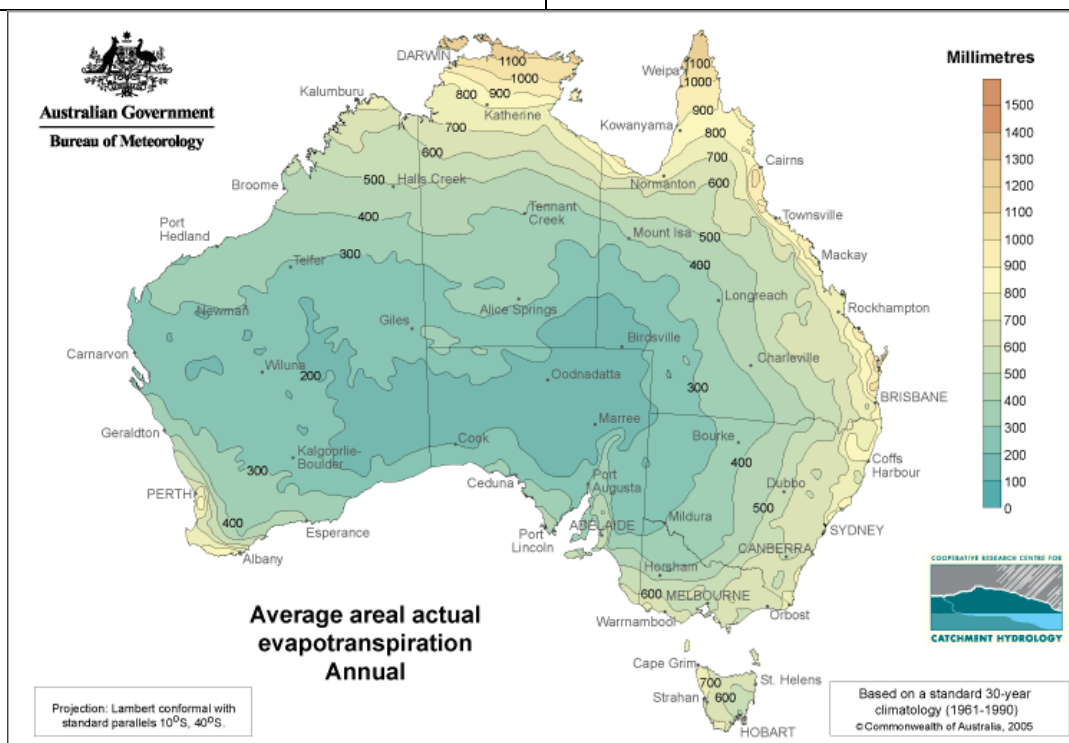 Australian Government
Bureau of Meteorology
Millimetres
1500
1400
1300
1200
1100
1000
900
800
700
600
500
400
300
200
100
0
DARWIN
1100
1000
900
800
Katherine
700
600
Kalumburu
Weipa
1100
1000
900
Kowanyama
800
700
600
Cairns
Normanton
Broome
500
Halls Creek
400
Tennant
Creek
Townsville
Port
Hedland
Mount Isa
500
Mackay
300
Telfer
400
Newman
Alice Springs
Longreach
Rockhampton
Giles
Birdsville
Carnarvon
Wiluna
200
Oodnadatta
300
Charleville
BRISBANE
Geraldton
Marree
Bourke
Cook
Kalgoorlie-
Boulder
300
400
Coffs
Harbour
Ceduna
Port
Augusta
Dubbo
PERTH
500
400
Esperance
ADELAIDE
Mildura
SYDNEY
Port
Lincoln
Albany
CANBERRA
Horsham
600
MELBOURNE
Warrnambool
Orbost
COOPERATIVE RESEARCH CENTRE FOR
CATCHMENT HYDROLOGY
Average areal actual
evapotranspiration
Annual
Cape Grim
700
St. Helens
Strahan
600
HOBART
Projection: Lambert conformal with
standard parallels 10ºS, 40ºS.
Based on a standard 30-year
climatology (1961-1990)
© Commonwealth of Australia, 2005